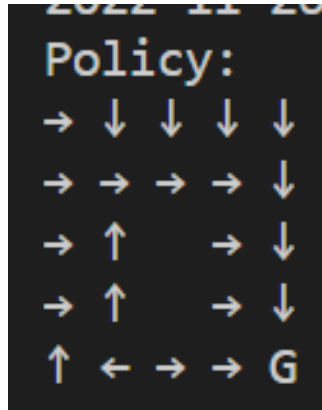 Policy:
→ ↓ ↓ ↓ ↓
→ → → → ↓
→ ↑   → ↓
→ ↑   → ↓
↑ ← → → G